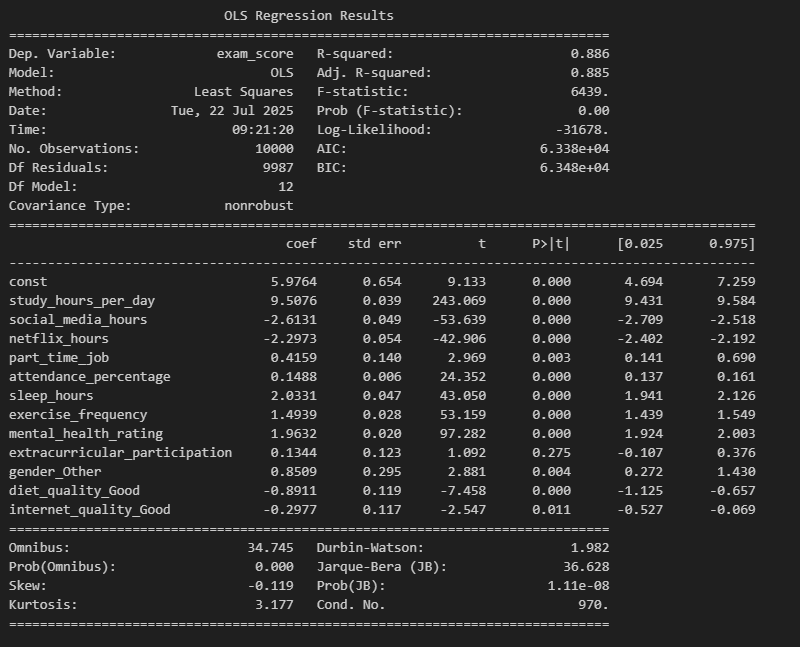 OLS Regression Results
==============================================================================
Dep. Variable:             exam_score   R-squared:                       0.886
Model:                            OLS   Adj. R-squared:                  0.885
Method:                 Least Squares   F-statistic:                     6439.
Date:                Tue, 22 Jul 2025   Prob (F-statistic):               0.00
Time:                        09:21:20   Log-Likelihood:                -31678.
No. Observations:               10000   AIC:                         6.338e+04
Df Residuals:                    9987   BIC:                         6.348e+04
Df Model:                          12
Covariance Type:            nonrobust
=================================================================================================
                                    coef    std err          t      P>|t|      [0.025      0.975]
-------------------------------------------------------------------------------------------------
const                             5.9764      0.654      9.133      0.000       4.694       7.259
study_hours_per_day               9.5076      0.039    243.069      0.000       9.431       9.584
social_media_hours               -2.6131      0.049    -53.639      0.000      -2.709      -2.518
netflix_hours                    -2.2973      0.054    -42.906      0.000      -2.402      -2.192
part_time_job                     0.4159      0.140      2.969      0.003       0.141       0.690
attendance_percentage             0.1488      0.006     24.352      0.000       0.137       0.161
sleep_hours                       2.0331      0.047     43.050      0.000       1.941       2.126
exercise_frequency                1.4939      0.028     53.159      0.000       1.439       1.549
mental_health_rating              1.9632      0.020     97.282      0.000       1.924       2.003
extracurricular_participation     0.1344      0.123      1.092      0.275      -0.107       0.376
gender_Other                      0.8509      0.295      2.881      0.004       0.272       1.430
diet_quality_Good                -0.8911      0.119     -7.458      0.000      -1.125      -0.657
internet_quality_Good            -0.2977      0.117     -2.547      0.011      -0.527      -0.069
==============================================================================
Omnibus:                       34.745   Durbin-Watson:                   1.982
Prob(Omnibus):                  0.000   Jarque-Bera (JB):               36.628
Skew:                          -0.119   Prob(JB):                     1.11e-08
Kurtosis:                       3.177   Cond. No.                         970.
==============================================================================